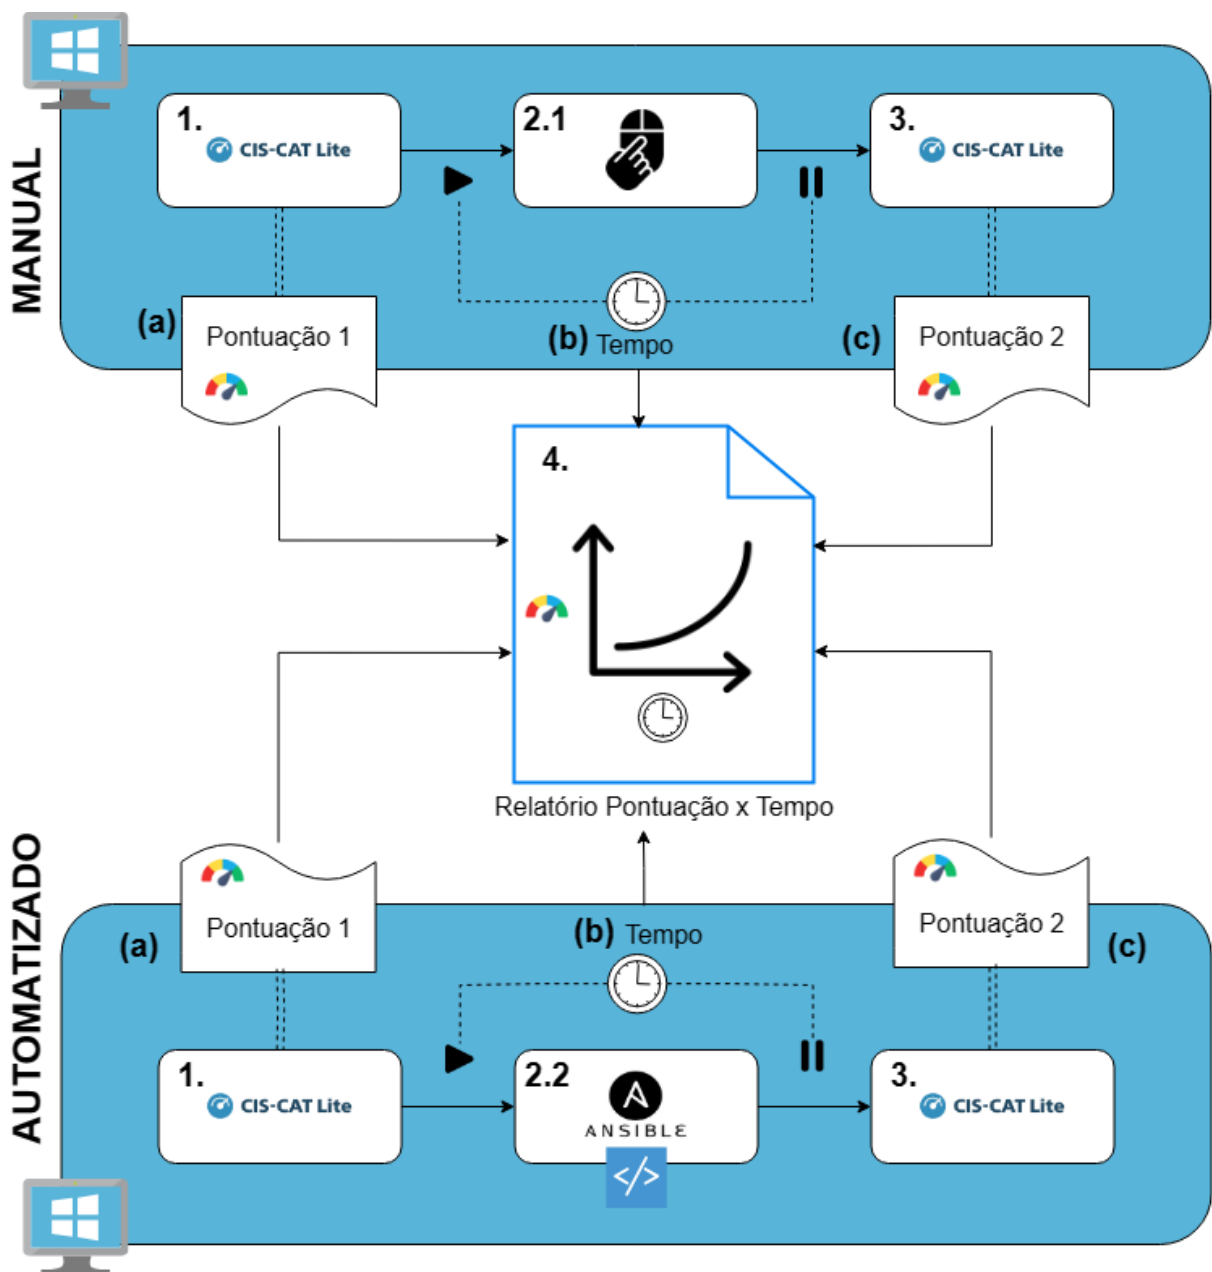 MANUAL
1.
CIS-CAT Lite
2.1
3.
CIS-CAT Lite
(a)
Pontuação 1
(b) Tempo
(c)
Pontuação 2
4.
Relatório Pontuação x Tempo
AUTOMATIZADO
(a)
Pontuação 1
(b) Tempo
Pontuação 2
(c)
1.
CIS-CAT Lite
2.2
ANSIBLE
</>
3.
CIS-CAT Lite